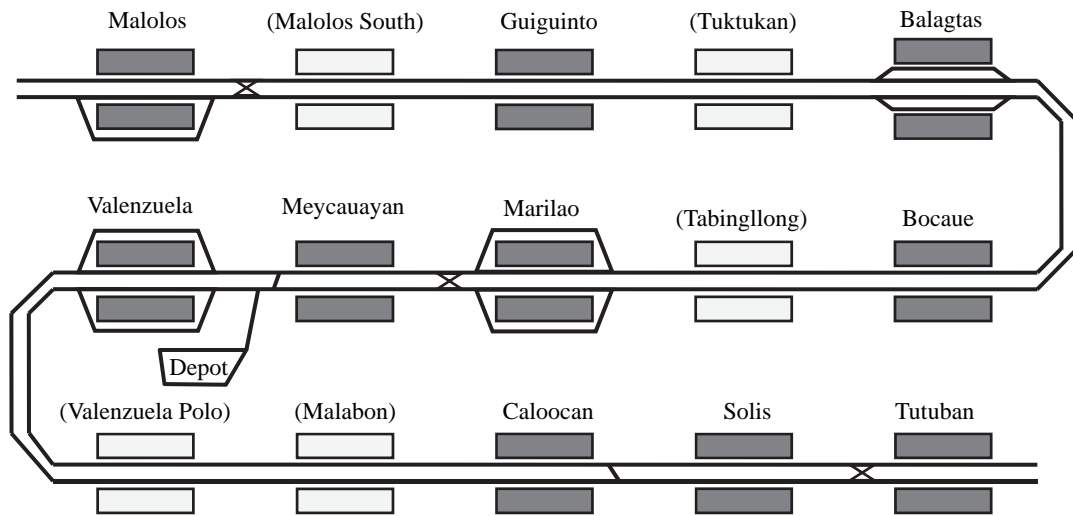 Malolos
(Malolos South)
Guiguinto
(Tuktukan)
Balagtas
Valenzuela
Meycauayan
Marilao
(Tabingllong)
Bocaue
Depot
(Valenzuela Polo)
(Malabon)
Caloocan
Solis
Tutuban